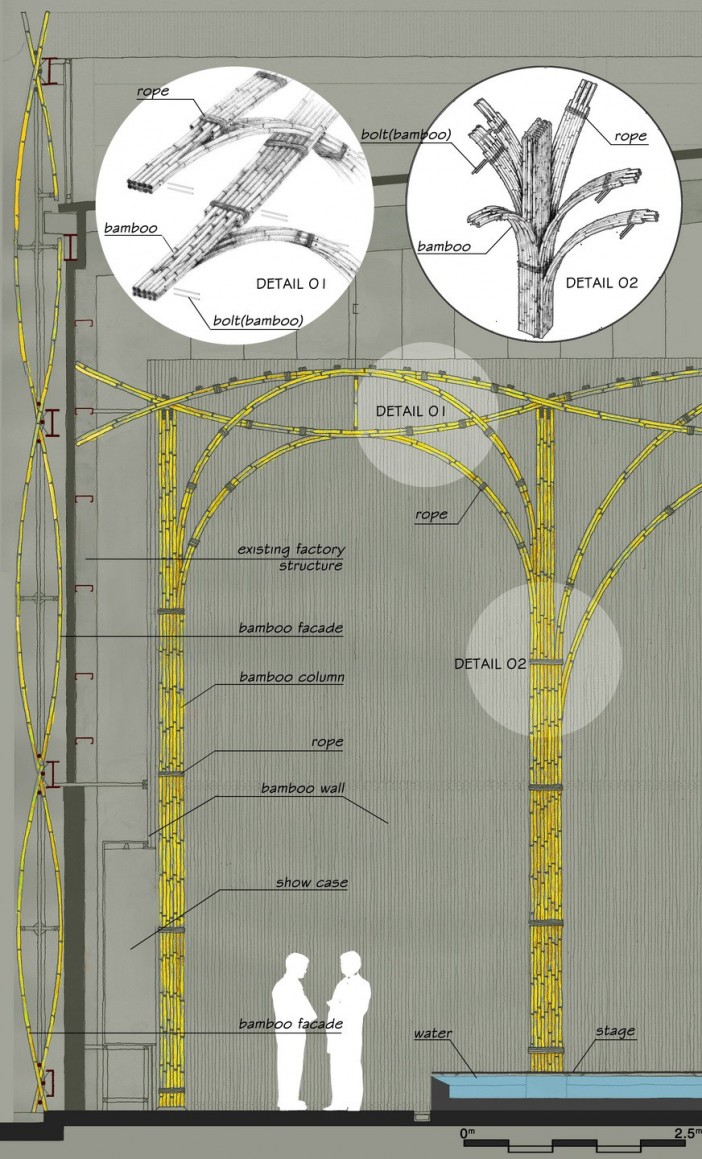 rope
bolt(bamboo)
rope
bamboo
bamboo
DETAIL 01
DETAIL 02
bolt(bamboo)
DETAIL 01
rope
existing factory
structure
bamboo facade
DETAIL 02
bamboo column
rope
bamboo wall
show case
bamboo facade
water
stage
0m
2.5m